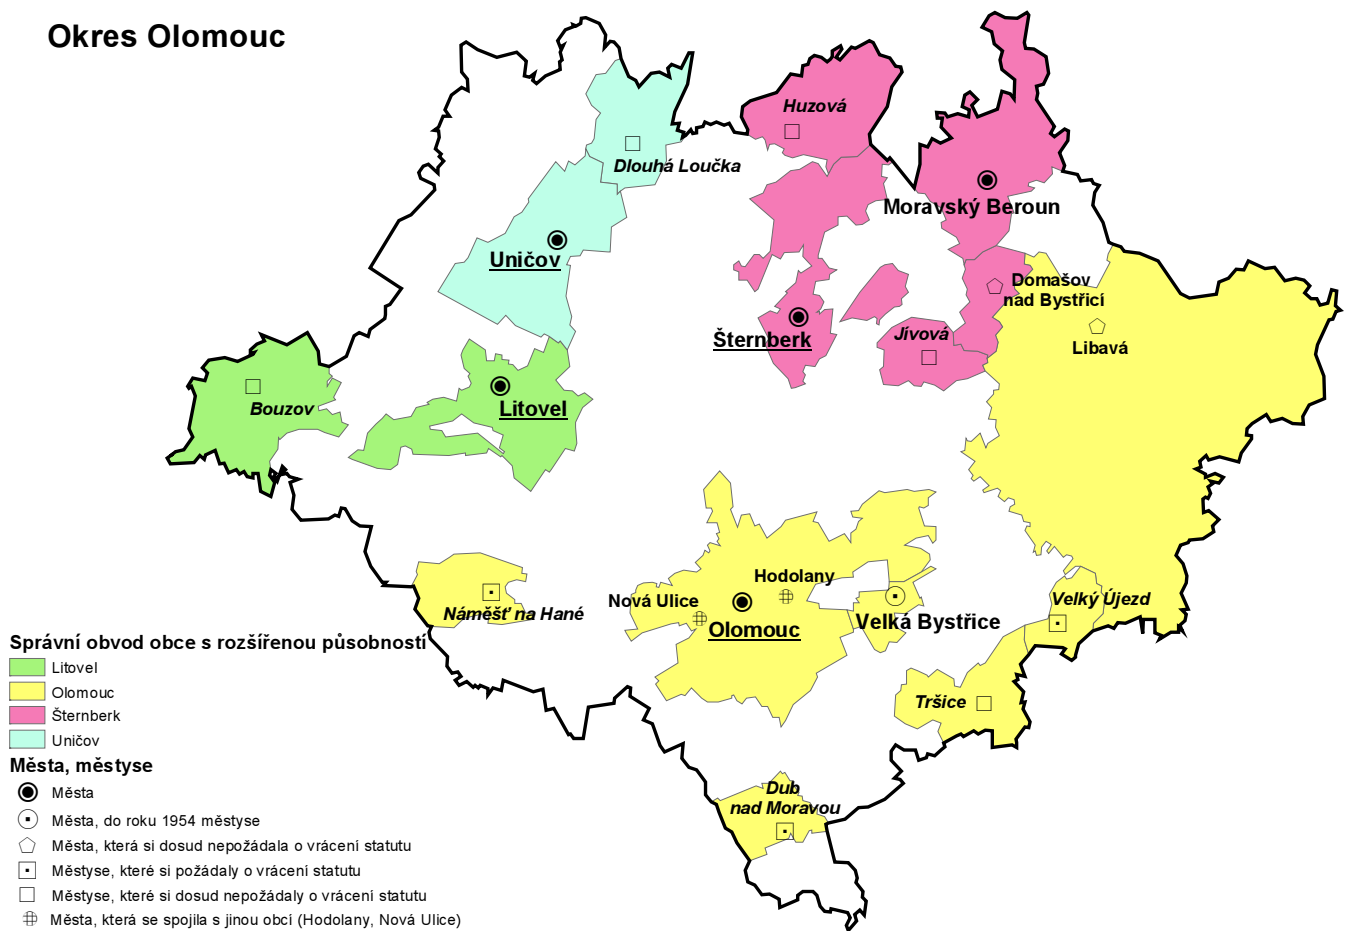 Okres Olomouc
Huzová
Dlouhá Loučka
Moravský Beroun
Uničov
Domašov
nad Bystřicí
Šternberk
Jívová
Libavá
Bouzov
Litovel
Hodolany
Nová Ulice
Velký Újezd
Náměšť na Hané
Olomouc
Velká Bystřice
Tršice
Dub
nad Moravou
Správní obvod obce s rozšířenou působností
Litovel
Olomouc
Šternberk
Uničov
Města, městyse
Města
Města, do roku 1954 městyse
Města, která si dosud nepožádala o vrácení statutu
Městyse, které si požádaly o vrácení statutu
Městyse, které si dosud nepožádaly o vrácení statutu
Města, která se spojila s jinou obcí (Hodolany, Nová Ulice)